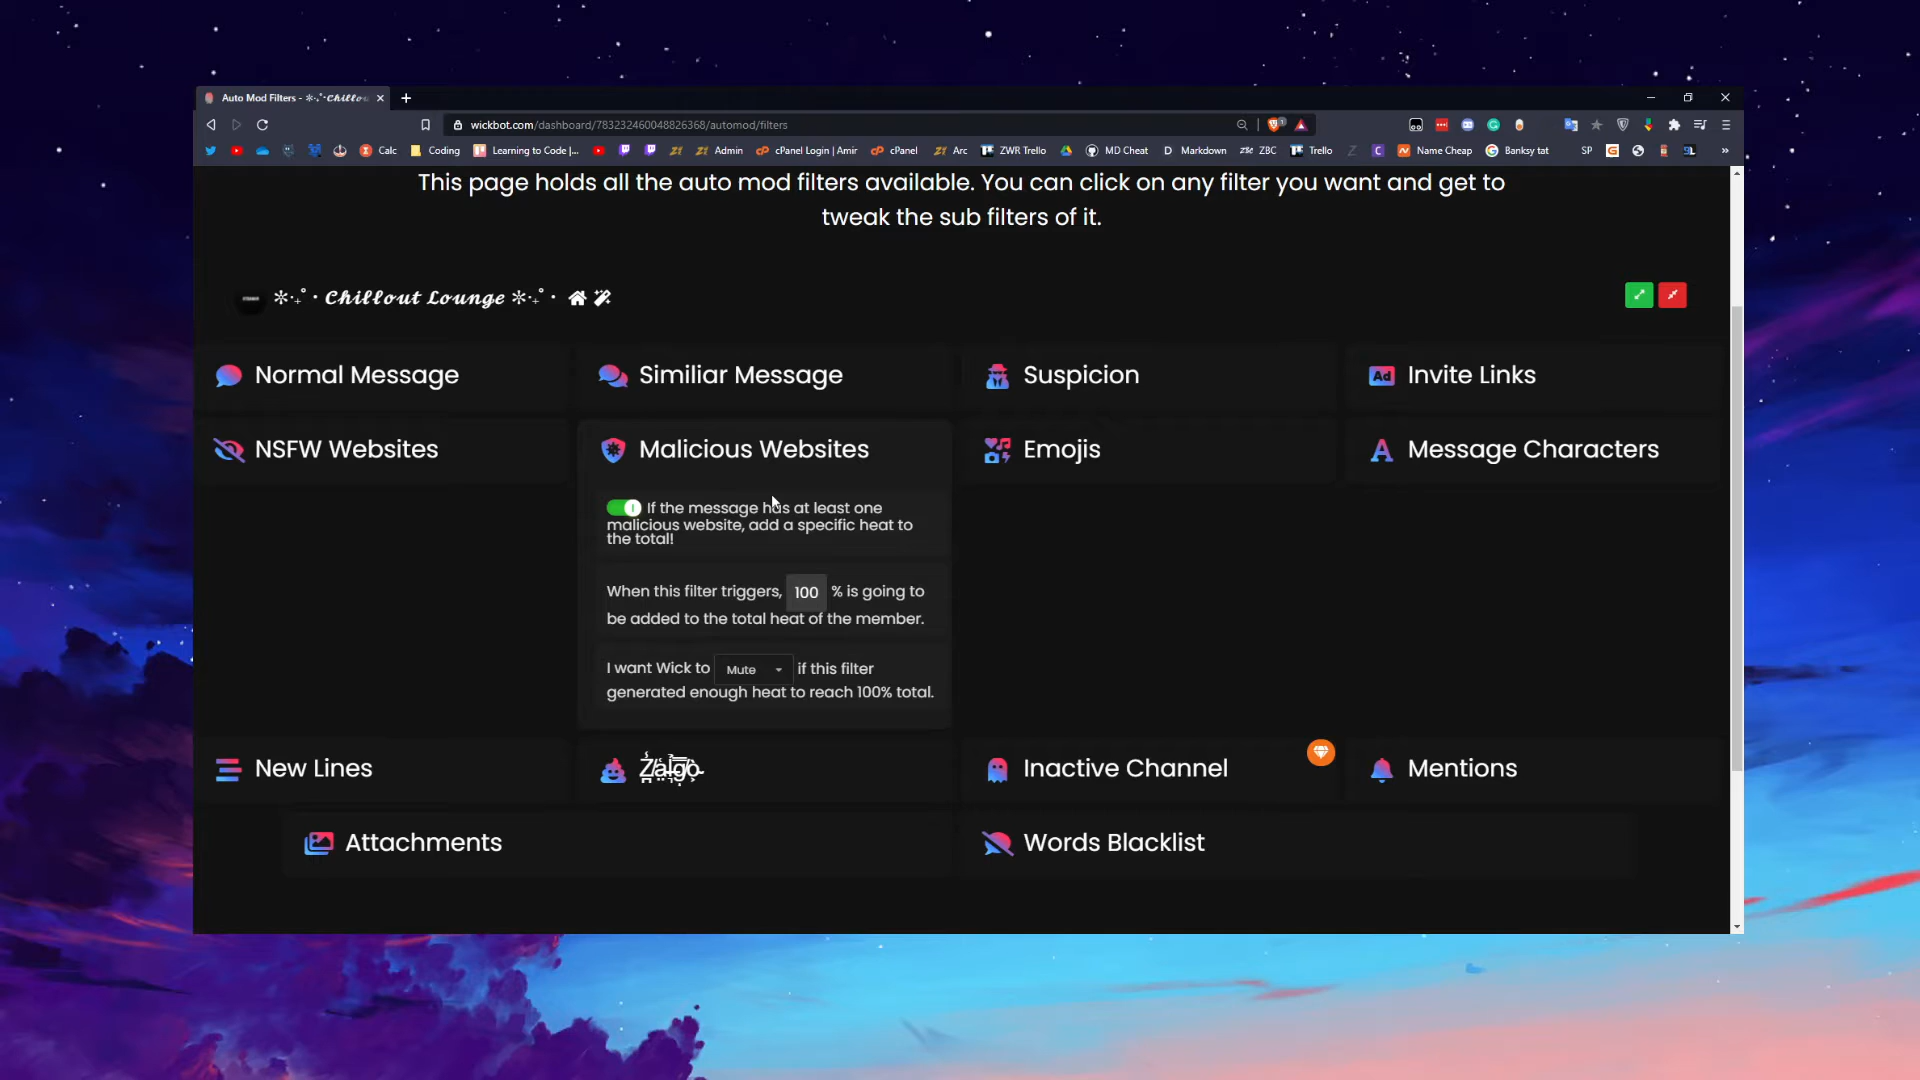 Auto Mod Filters - ✼·₊˚·𝓒𝓱𝓲𝓵𝓵𝓸
wickbot.com/dashboard/783232460048826368/automod/filters
Calc Coding Learning to Code |... Admin cPanel Login | Amir cPanel Arc ZWR Trello MD Cheat Markdown ZBC Trello Name Cheap Banksy tat SP
This page holds all the auto mod filters available. You can click on any filter you want and get to
tweak the sub filters of it.
✼·₊˚· 𝓒𝓱𝓲𝓵𝓵𝓸𝓾𝓽 𝓛𝓸𝓾𝓷𝓰𝓮 ✼·₊˚·
Normal Message
Similiar Message
Suspicion
Ad Invite Links
NSFW Websites
Malicious Websites
Emojis
Message Characters
If the message has at least one
malicious website, add a specific heat to
the total!
When this filter triggers, 100 % is going to
be added to the total heat of the member.
I want Wick to Mute if this filter
generated enough heat to reach 100% total.
New Lines
Zalgo
Inactive Channel
Mentions
Attachments
Words Blacklist